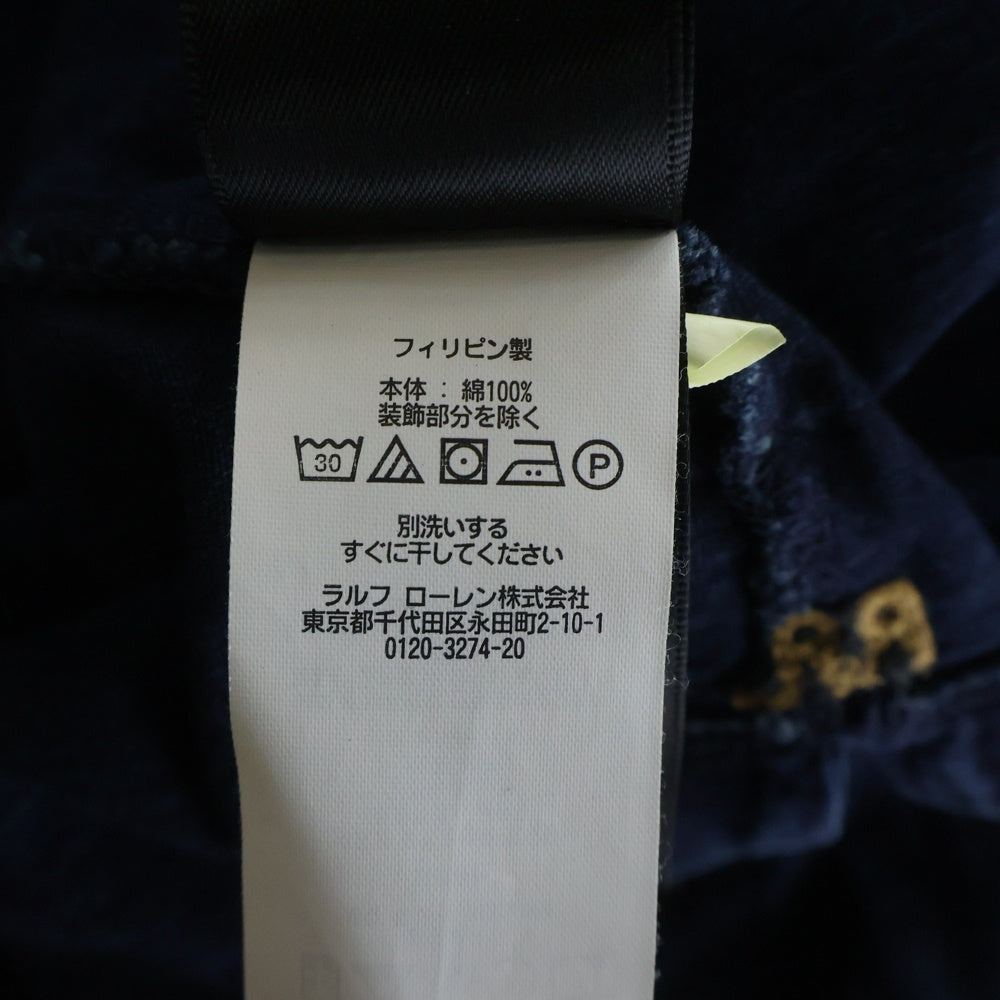 フィリピン製
本体 : 綿100%
装飾部分を除く
30
P
別洗いする
すぐに干してください
ラルフ ローレン株式会社
東京都千代田区永田町2-10-1
0120-3274-20